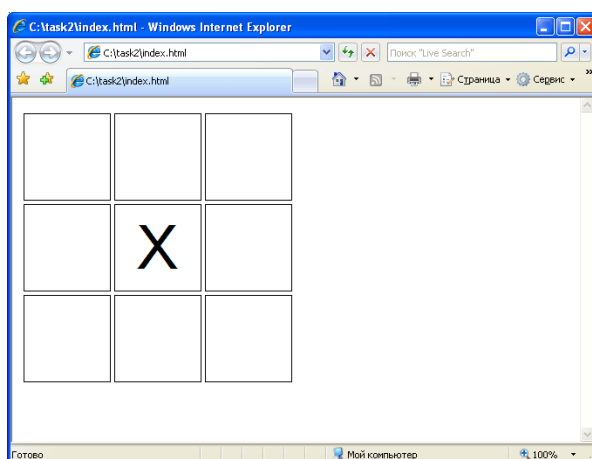 C:\task2\index.html - Windows Internet Explorer
C:\task2\index.html
Поиск "Live Search"
C:\task2\index.html
Страница
Сервис
»
X
Готово
Мой компьютер
100%